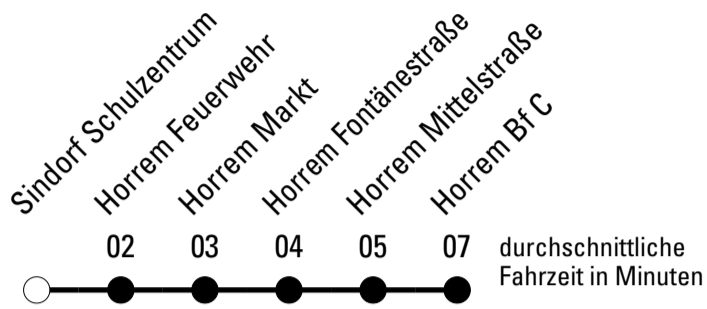 Sindorf Schulzentrum
Horrem Feuerwehr
Horrem Markt
Horrem Fontänestraße
Horrem Mittelstraße
Horrem Bf C
02 03 04 05 07
durchschnittliche
Fahrzeit in Minuten